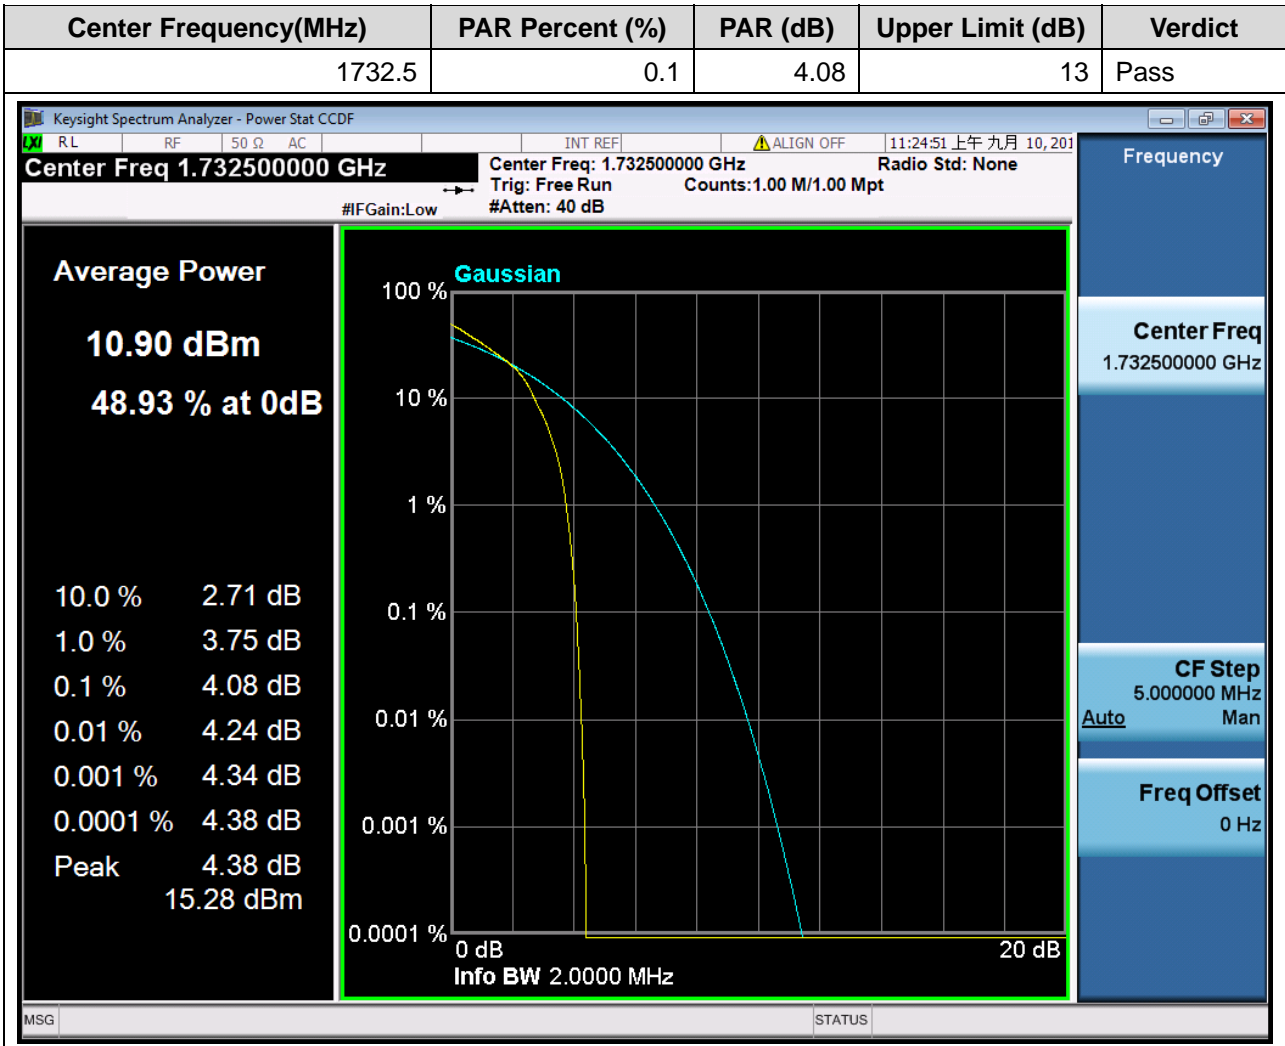 Center Frequency(MHz) PAR Percent (%) PAR (dB) Upper Limit (dB) Verdict
1732.5 0.1 4.08 13 Pass
Keysight Spectrum Analyzer - Power Stat CCDF
LXI RL RF 50 Ω AC INT REF ALIGN OFF 11:24:51 上午 九月 10, 201
Center Freq 1.732500000 GHz
Center Freq: 1.732500000 GHz Radio Std: None
Trig: Free Run Counts:1.00 M/1.00 Mpt
#IFGain:Low #Atten: 40 dB
Average Power
10.90 dBm
48.93 % at 0dB
10.0 % 2.71 dB
1.0 % 3.75 dB
0.1 % 4.08 dB
0.01 % 4.24 dB
0.001 % 4.34 dB
0.0001 % 4.38 dB
Peak 4.38 dB
15.28 dBm
Gaussian
100 %
10 %
1 %
0.1 %
0.01 %
0.001 %
0.0001 %
0 dB 20 dB
Info BW 2.0000 MHz
Frequency
Center Freq
1.732500000 GHz
CF Step
5.000000 MHz
Auto Man
Freq Offset
0 Hz
MSG STATUS